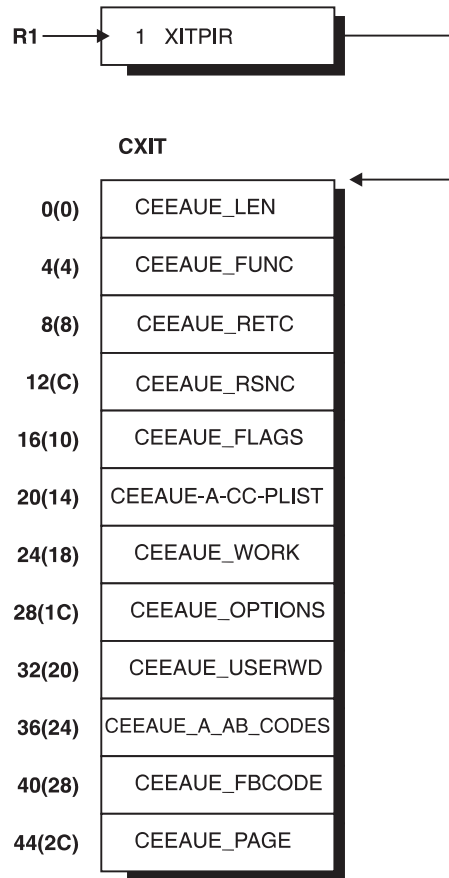 R1 1 XITPIR
CXIT
0(0) CEEAUE_LEN
4(4) CEEAUE_FUNC
8(8) CEEAUE_RETC
12(C) CEEAUE_RSNC
16(10) CEEAUE_FLAGS
20(14) CEEAUE-A-CC-PLIST
24(18) CEEAUE_WORK
28(1C) CEEAUE_OPTIONS
32(20) CEEAUE_USERWD
36(24) CEEAUE_A_AB_CODES
40(28) CEEAUE_FBCODE
44(2C) CEEAUE_PAGE